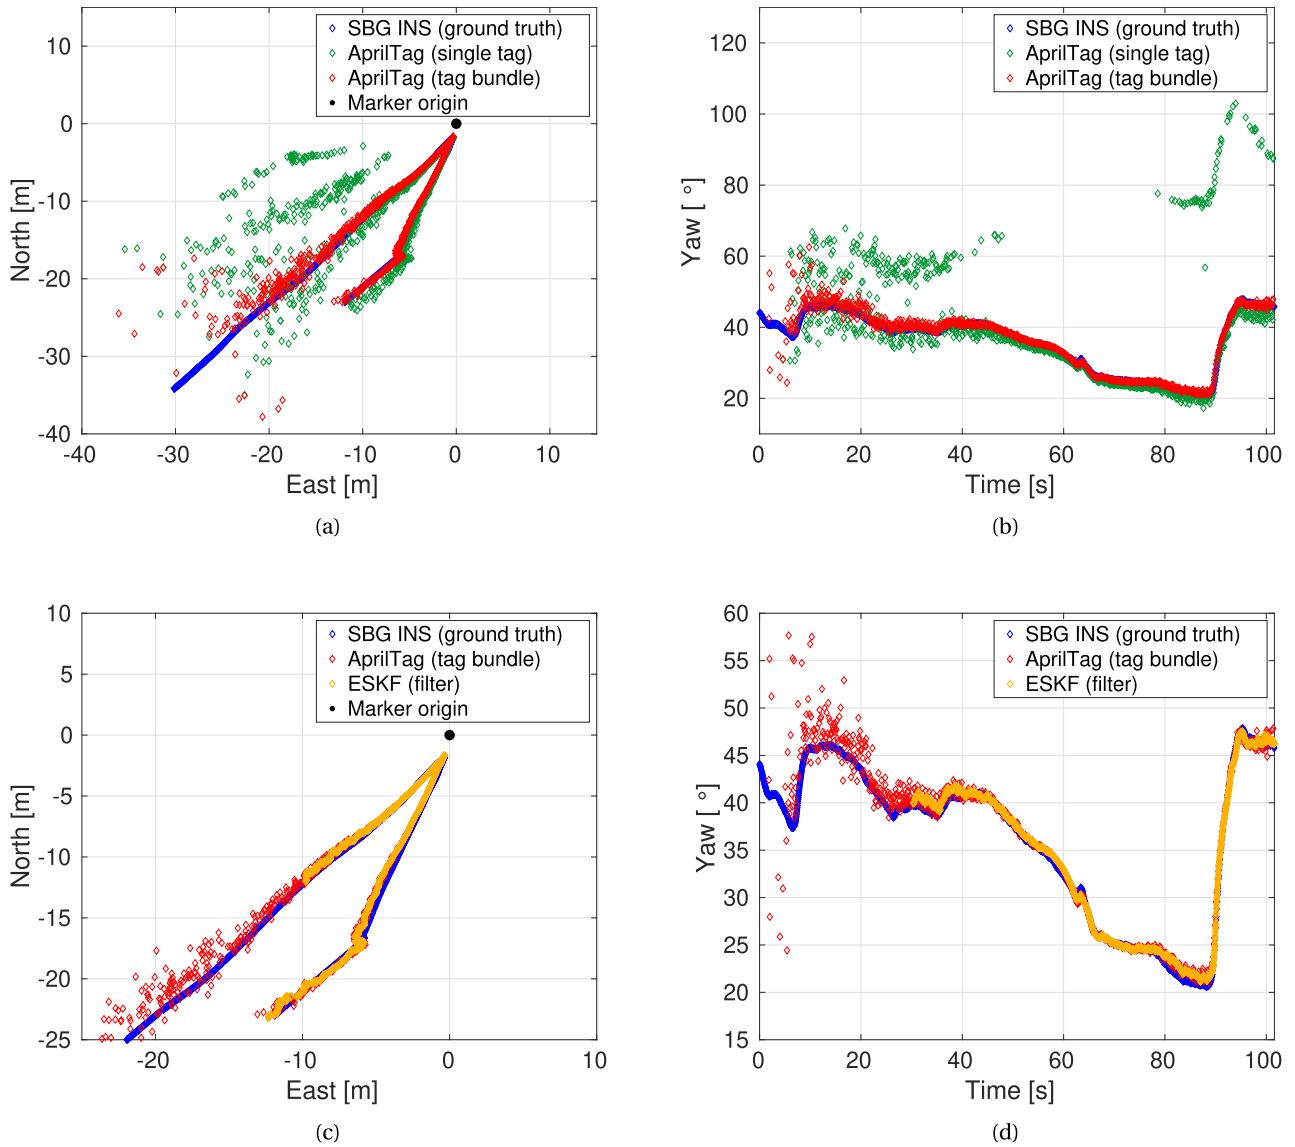 SBG INS (ground truth)
AprilTag (single tag)
AprilTag (tag bundle)
Marker origin
10
0
-10
-20
-30
-40
North [m]
-40 -30 -20 -10 0 10
East [m]
(a)
SBG INS (ground truth)
AprilTag (single tag)
AprilTag (tag bundle)
120
100
80
60
40
20
Yaw [ °]
0 20 40 60 80 100
Time [s]
(b)
SBG INS (ground truth)
AprilTag (tag bundle)
ESKF (filter)
Marker origin
10
5
0
-5
-10
-15
-20
-25
North [m]
-20 -10 0 10
East [m]
(c)
SBG INS (ground truth)
AprilTag (tag bundle)
ESKF (filter)
60
55
50
45
40
35
30
25
20
15
Yaw [ °]
0 20 40 60 80 100
Time [s]
(d)